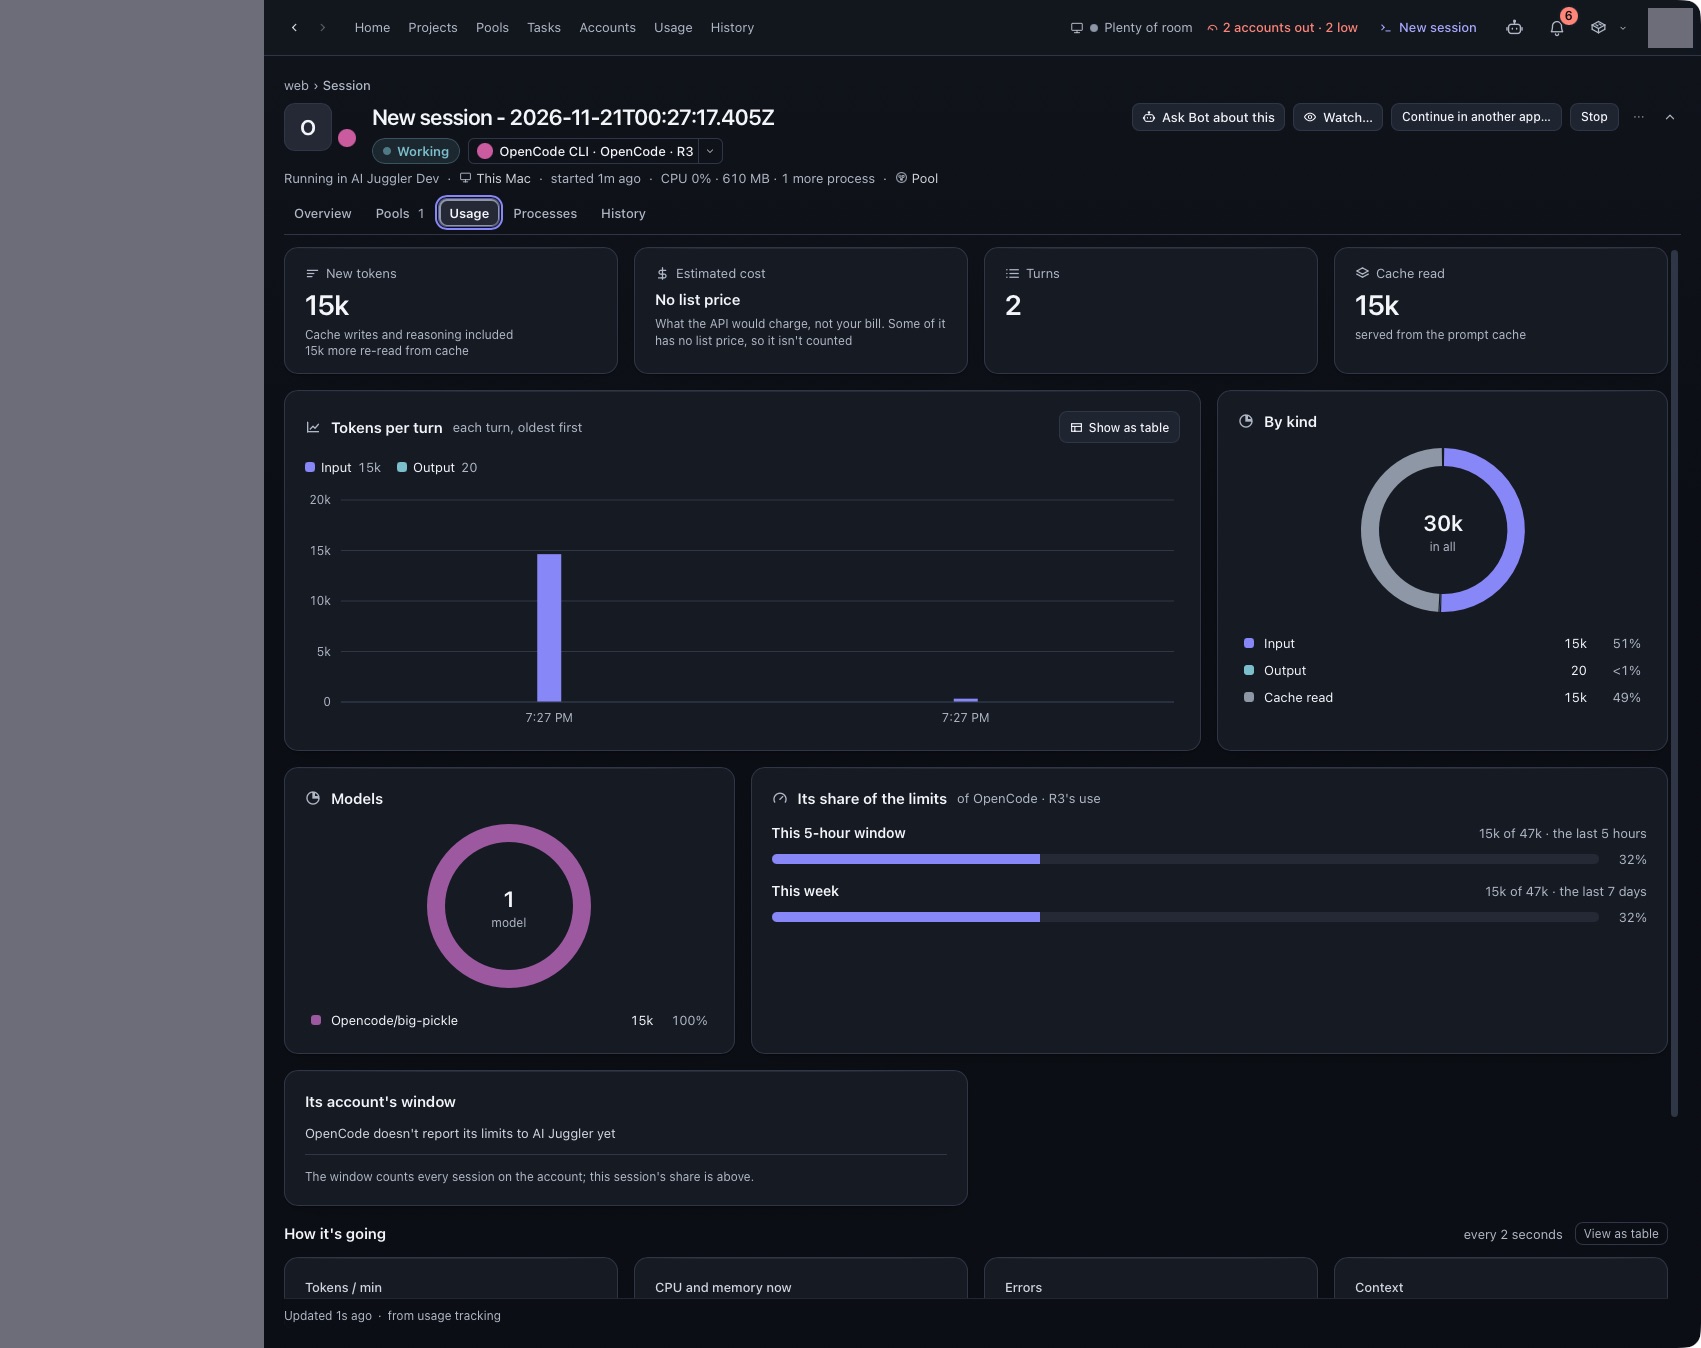 Home Projects Pools Tasks Accounts Usage History
Plenty of room 2 accounts out · 2 low New session 6
web › Session
O
New session - 2026-11-21T00:27:17.405Z
Ask Bot about this Watch... Continue in another app... Stop ...
Working OpenCode CLI · OpenCode · R3
Running in AI Juggler Dev · This Mac · started 1m ago · CPU 0% · 610 MB · 1 more process · Pool
Overview Pools 1 Usage Processes History
New tokens
15k
Cache writes and reasoning included
15k more re-read from cache
Estimated cost
No list price
What the API would charge, not your bill. Some of it
has no list price, so it isn't counted
Turns
2
Cache read
15k
served from the prompt cache
Tokens per turn each turn, oldest first
Show as table
Input 15k Output 20
20k
15k
10k
5k
0
7:27 PM 7:27 PM
By kind
30k
in all
Input 15k 51%
Output 20 <1%
Cache read 15k 49%
Models
1
model
Opencode/big-pickle 15k 100%
Its share of the limits of OpenCode · R3's use
This 5-hour window 15k of 47k · the last 5 hours
32%
This week 15k of 47k · the last 7 days
32%
Its account's window
OpenCode doesn't report its limits to AI Juggler yet
The window counts every session on the account; this session's share is above.
How it's going
every 2 seconds View as table
Tokens / min
CPU and memory now
Errors
Context
Updated 1s ago · from usage tracking